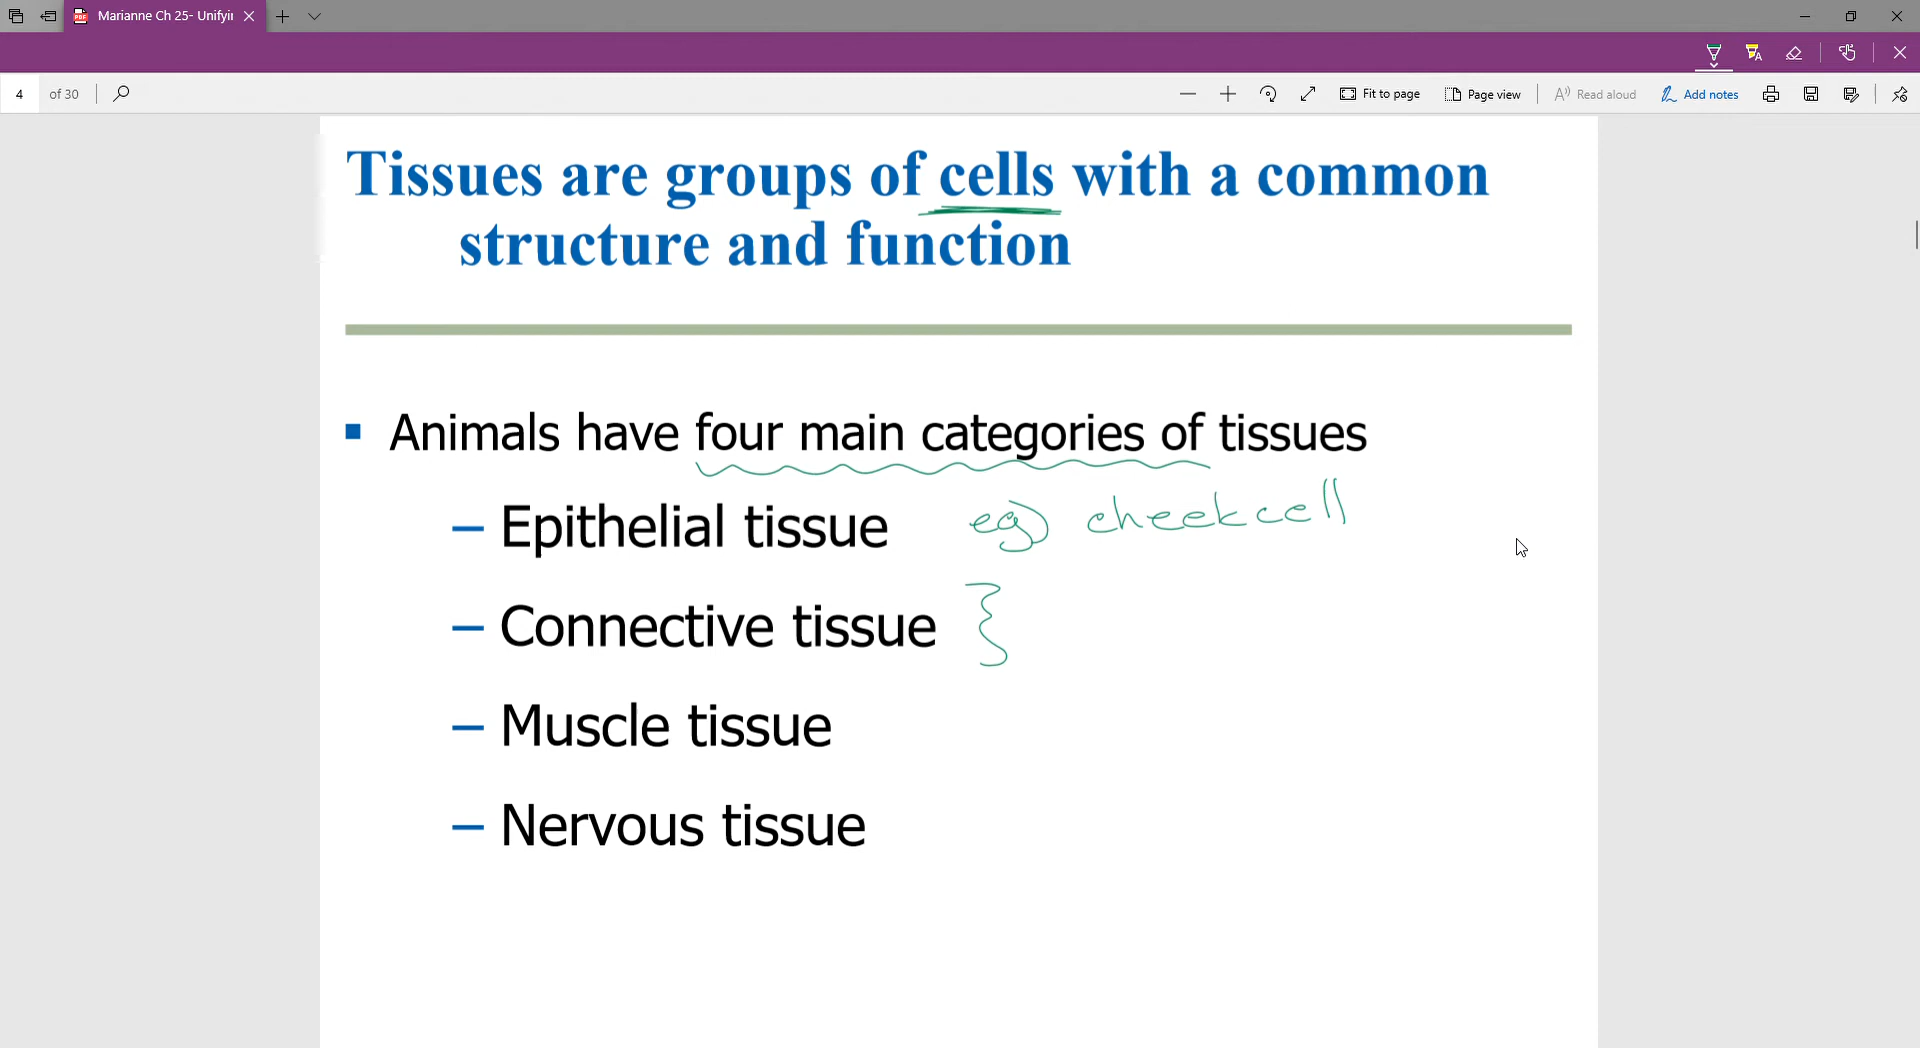 Marianne Ch 25- Unifyi
4 of 30
Fit to page
Page view
Read aloud
Add notes
Tissues are groups of cells with a common
structure and function
Animals have four main categories of tissues
– Epithelial tissue eg) cheek cell
– Connective tissue }
– Muscle tissue
– Nervous tissue